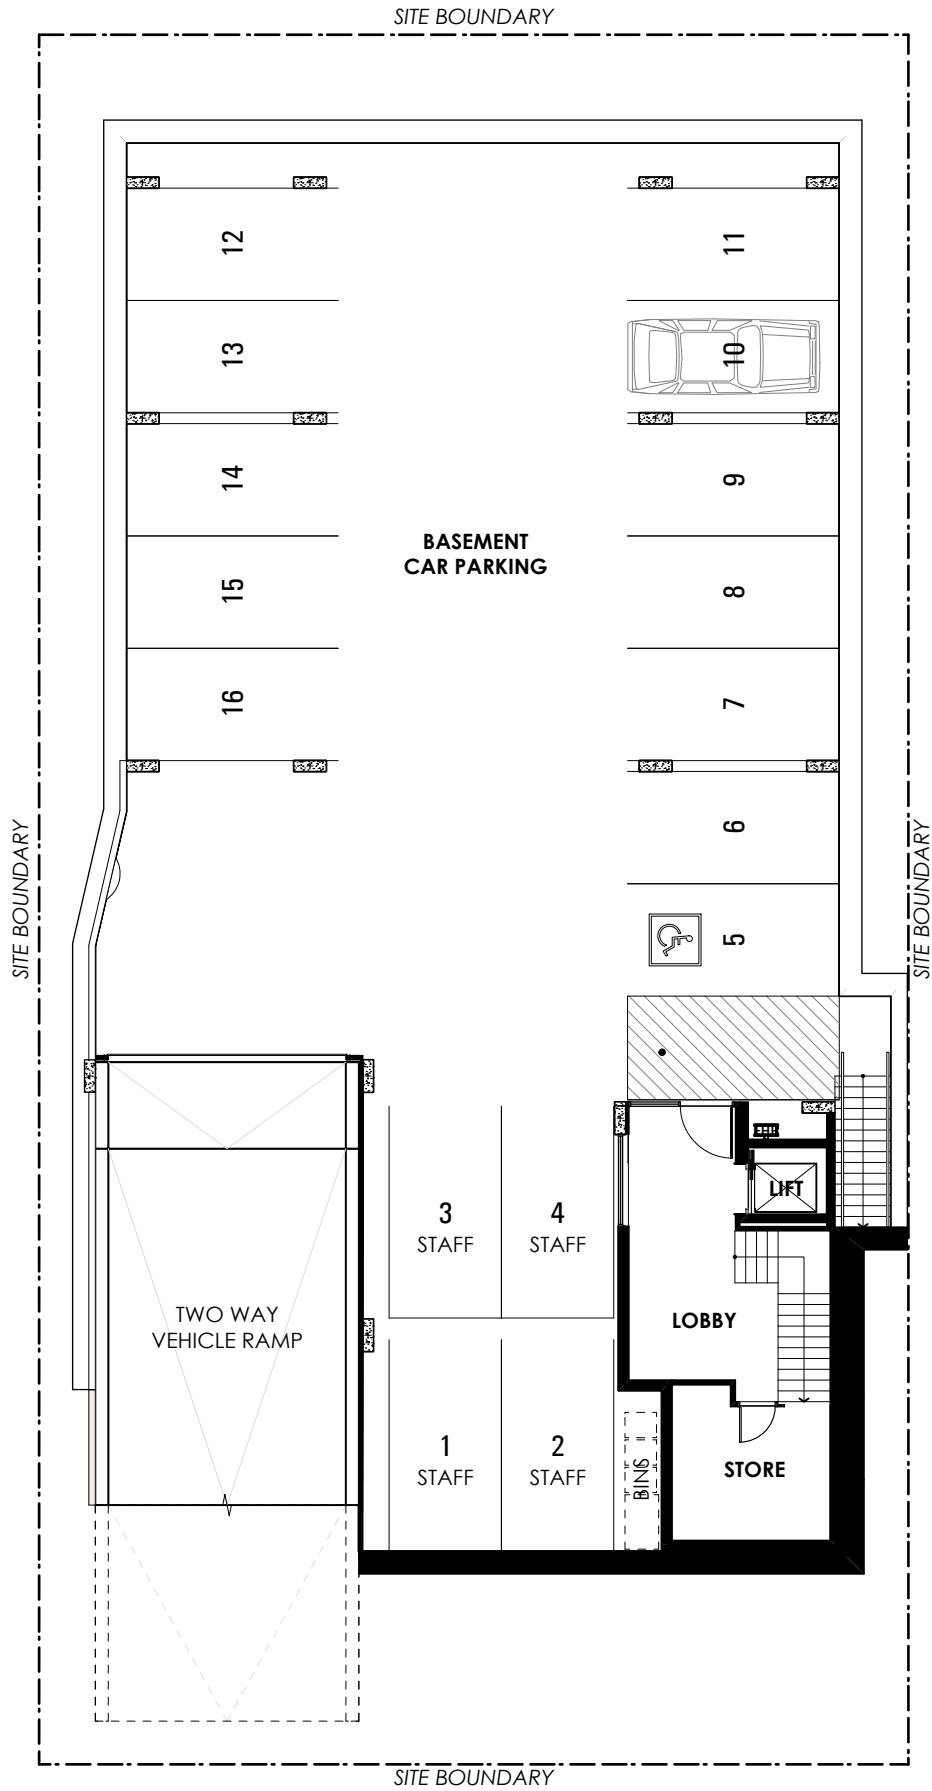 SITE BOUNDARY
12
11
13
10
14
9
BASEMENT
CAR PARKING
15
8
16
7
6
SITE BOUNDARY
SITE BOUNDARY
5
LIFT
3
STAFF
4
STAFF
TWO WAY
VEHICLE RAMP
LOBBY
1
STAFF
2
STAFF
BINS
STORE
SITE BOUNDARY